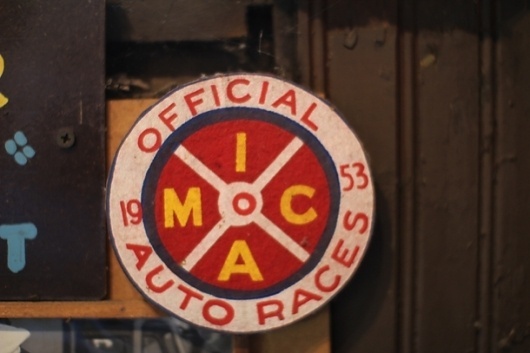 OFFICIAL
19 53
I
M C
A
AUTO RACES